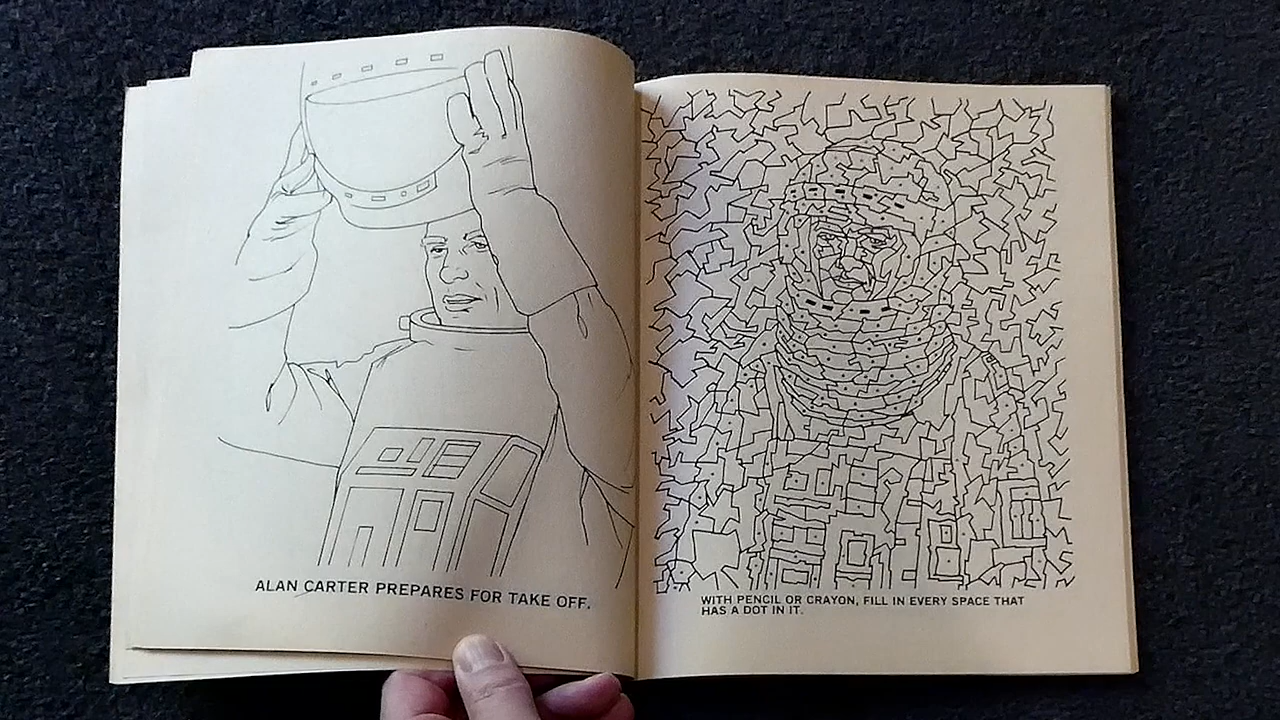 ALAN CARTER PREPARES FOR TAKE OFF.
WITH PENCIL OR CRAYON, FILL IN EVERY SPACE THAT
HAS A DOT IN IT.